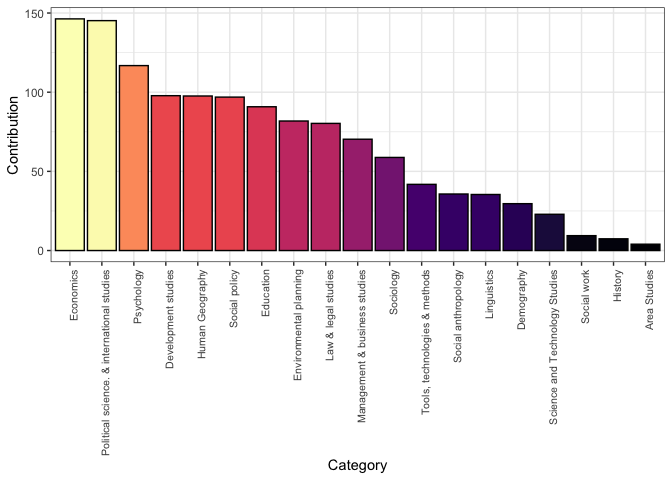 150
100
50
0
Contribution
Economics
Political science. & international studies
Psychology
Development studies
Human Geography
Social policy
Education
Environmental planning
Law & legal studies
Management & business studies
Sociology
Tools, technologies & methods
Social anthropology
Linguistics
Demography
Science and Technology Studies
Social work
History
Area Studies
Category